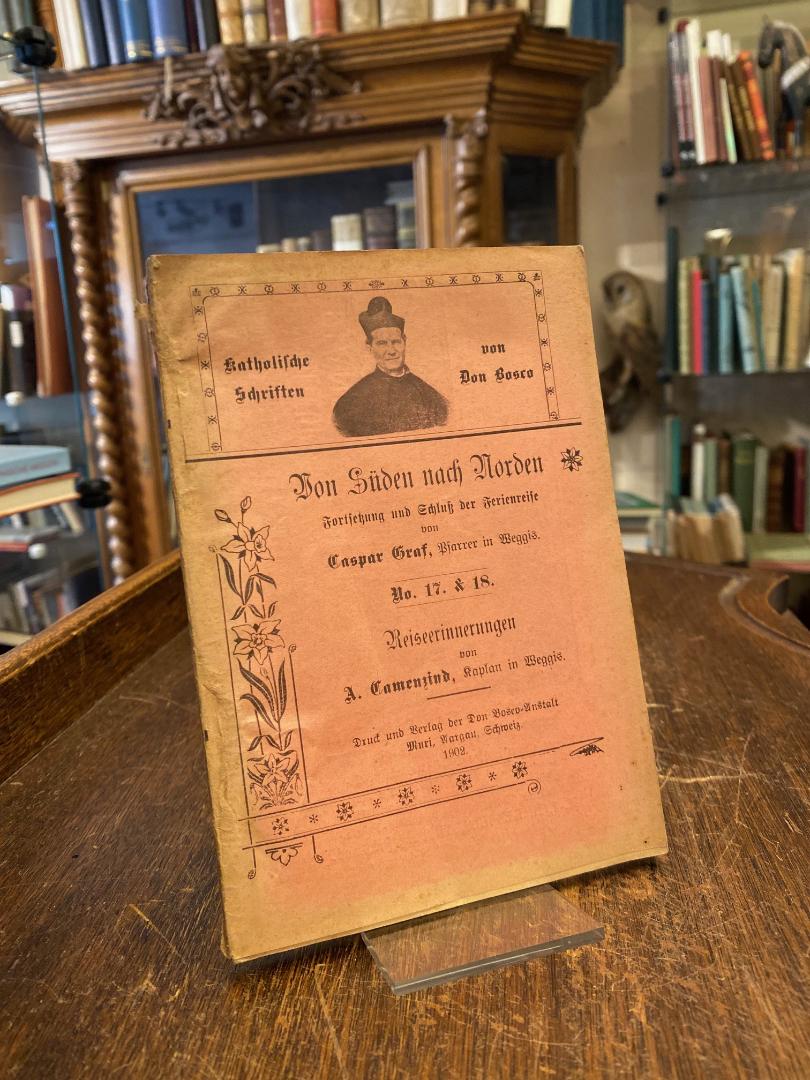 Katholische
Schriften
von
Don Bosco
Von Süden nach Norden
Fortsetzung und Schluß der Ferienreise
von
Caspar Graf, Pfarrer in Weggis.
No. 17. & 18.
Reiseerinnerungen
von
A. Camenzind, Kaplan in Weggis.
Druck und Verlag der Don Bosco-Anstalt
Muri, Aargau, Schweiz.
1902.